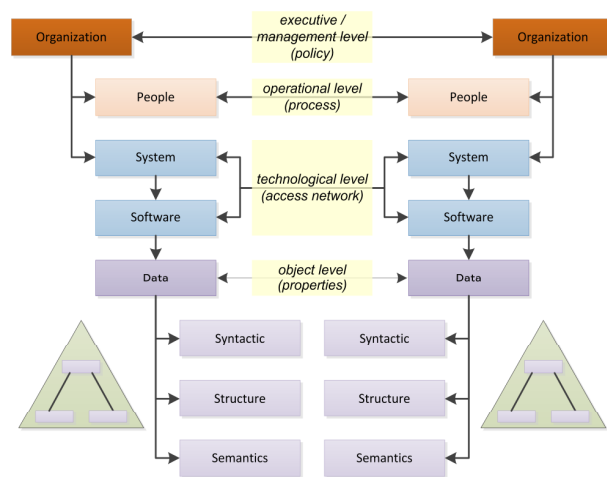 executive /
management level
(policy)
Organization
Organization
operational level
(process)
People
People
System
System
technological level
(access network)
Software
Software
object level
(properties)
Data
Data
Syntactic
Syntactic
Structure
Structure
Semantics
Semantics